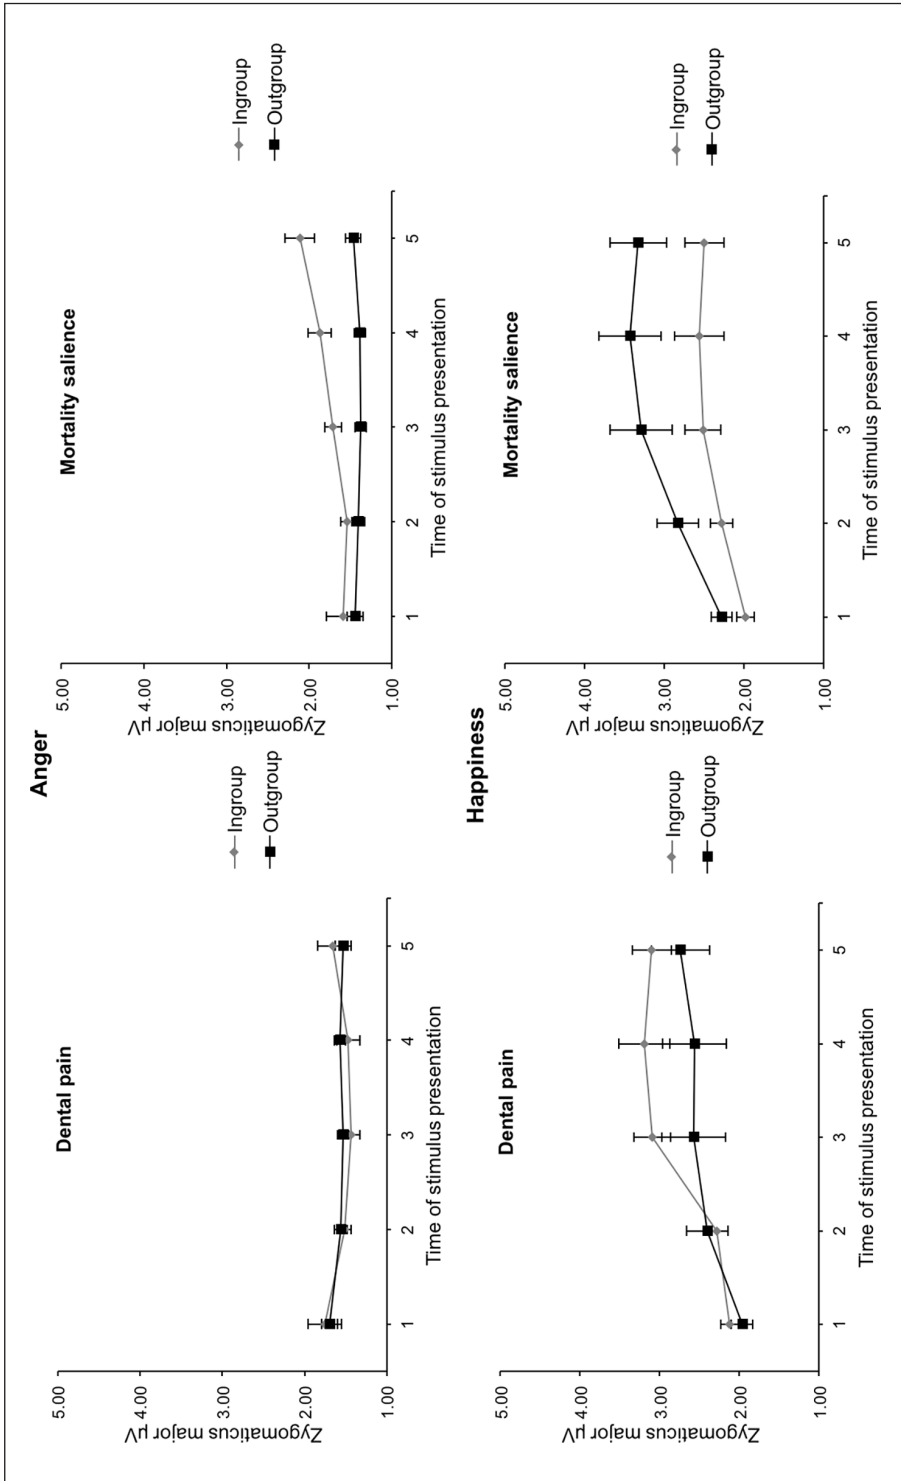 Anger
Dental pain
5.00
4.00
3.00
2.00
1.00
Zygomaticus major µV
1
2
3
4
5
Time of stimulus presentation
Ingroup
Outgroup
Mortality salience
5.00
4.00
3.00
2.00
1.00
Zygomaticus major µV
1
2
3
4
5
Time of stimulus presentation
Ingroup
Outgroup
Happiness
Dental pain
5.00
4.00
3.00
2.00
1.00
Zygomaticus major µV
1
2
3
4
5
Time of stimulus presentation
Ingroup
Outgroup
Mortality salience
5.00
4.00
3.00
2.00
1.00
Zygomaticus major µV
1
2
3
4
5
Time of stimulus presentation
Ingroup
Outgroup